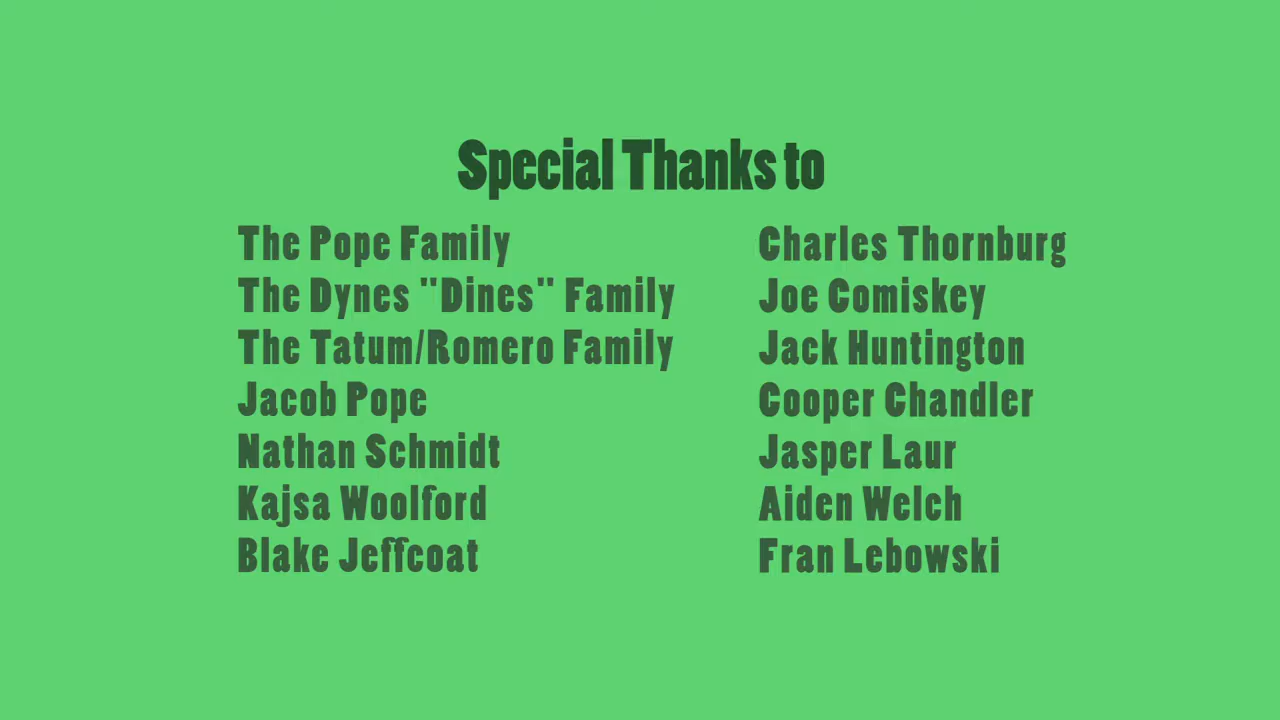 Special Thanks to
The Pope Family
The Dynes "Dines" Family
The Tatum/Romero Family
Jacob Pope
Nathan Schmidt
Kajsa Woolford
Blake Jeffcoat
Charles Thornburg
Joe Comiskey
Jack Huntington
Cooper Chandler
Jasper Laur
Aiden Welch
Fran Lebowski